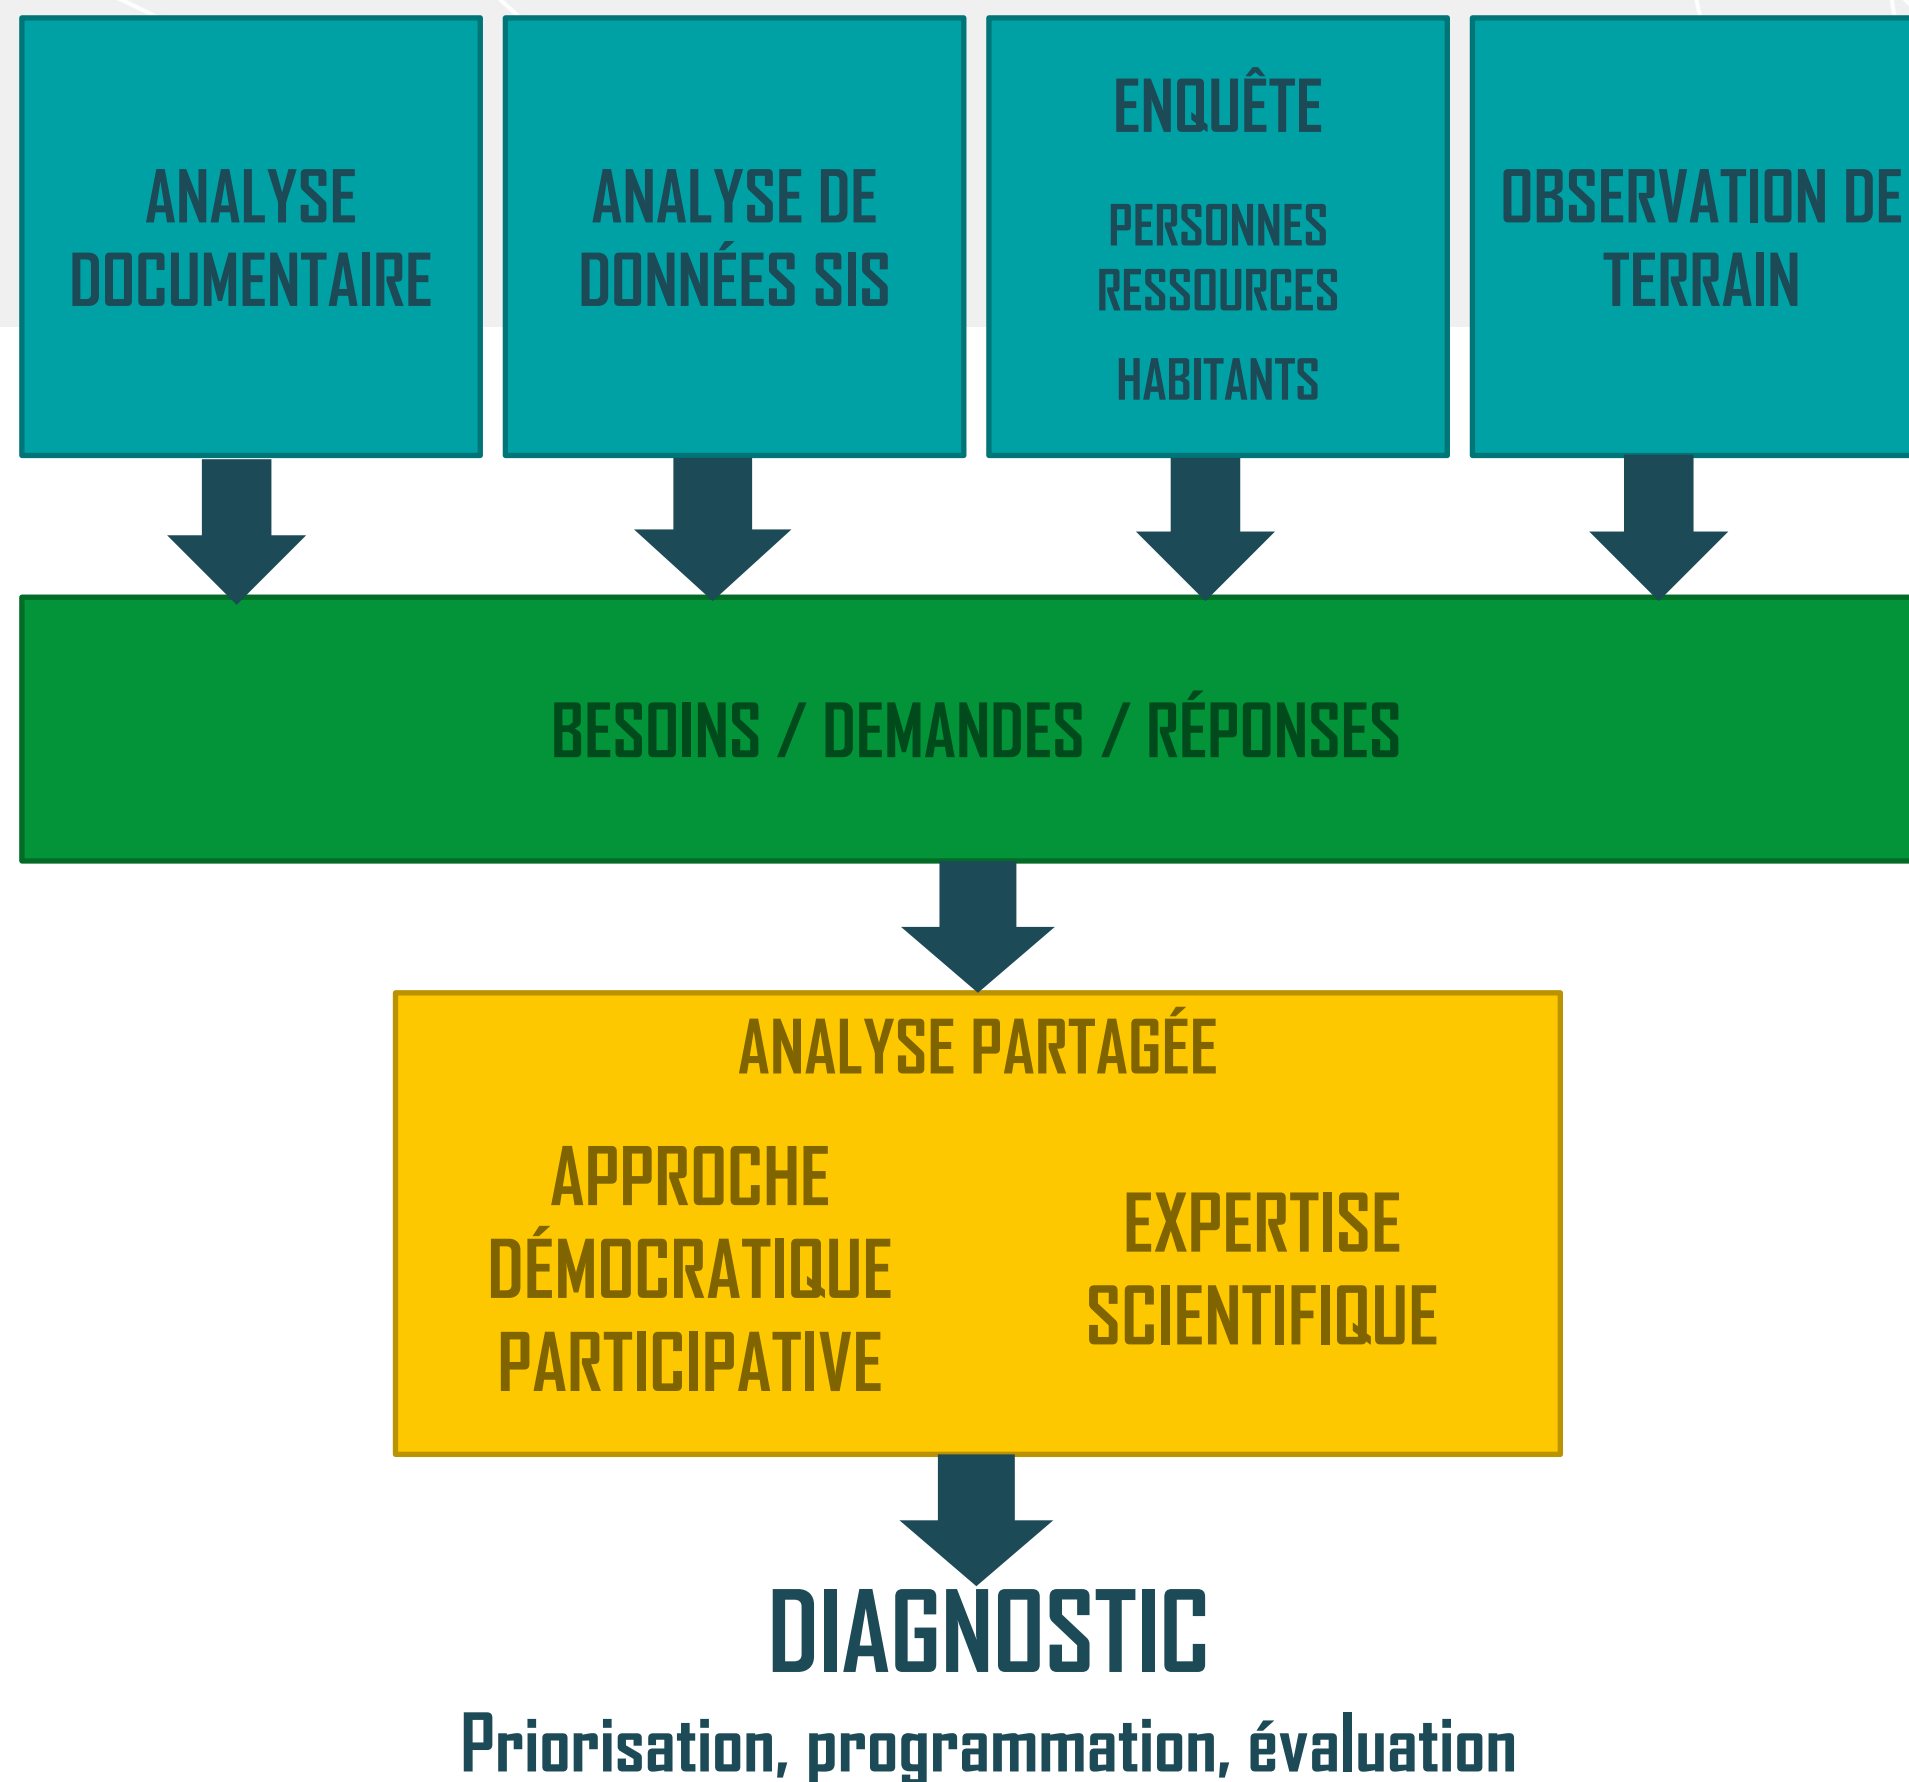 ANALYSE
DOCUMENTAIRE
ANALYSE DE
DONNÉES SIS
ENQUÊTE
PERSONNES
RESSOURCES
HABITANTS
OBSERVATION DE
TERRAIN
BESOINS / DEMANDES / RÉPONSES
ANALYSE PARTAGÉE
APPROCHE
DÉMOCRATIQUE
PARTICIPATIVE
EXPERTISE
SCIENTIFIQUE
DIAGNOSTIC
Priorisation, programmation, évaluation